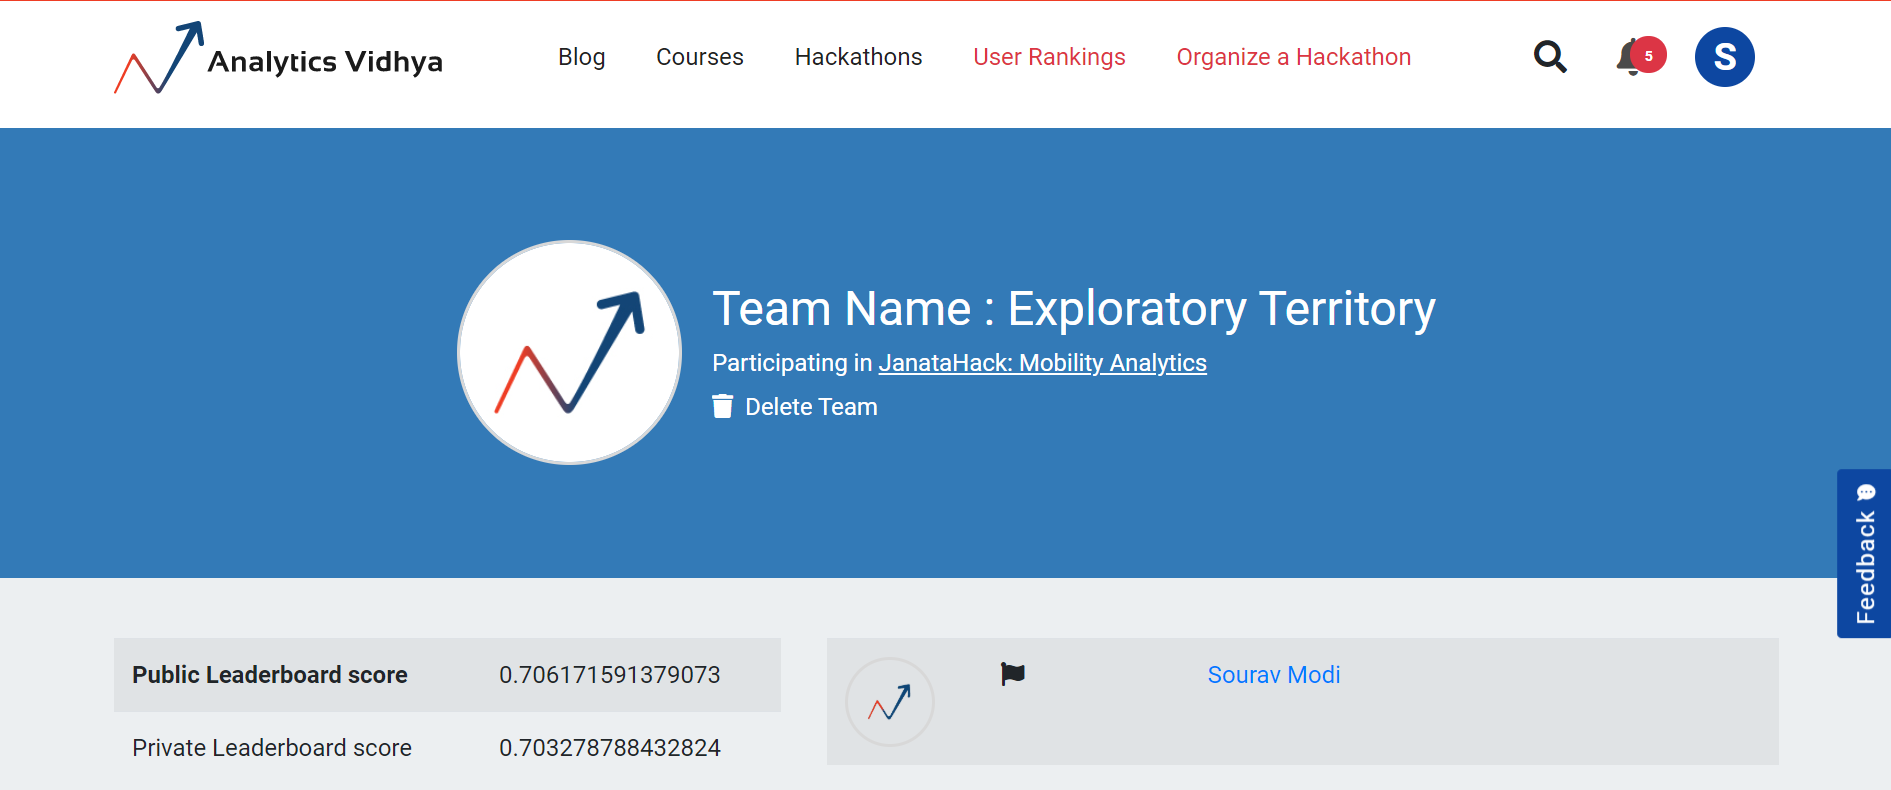 Analytics Vidhya
Blog Courses Hackathons User Rankings Organize a Hackathon 5 S
Team Name : Exploratory Territory
Participating in JanataHack: Mobility Analytics
Delete Team
Feedback
Public Leaderboard score 0.706171591379073
Sourav Modi
Private Leaderboard score 0.703278788432824